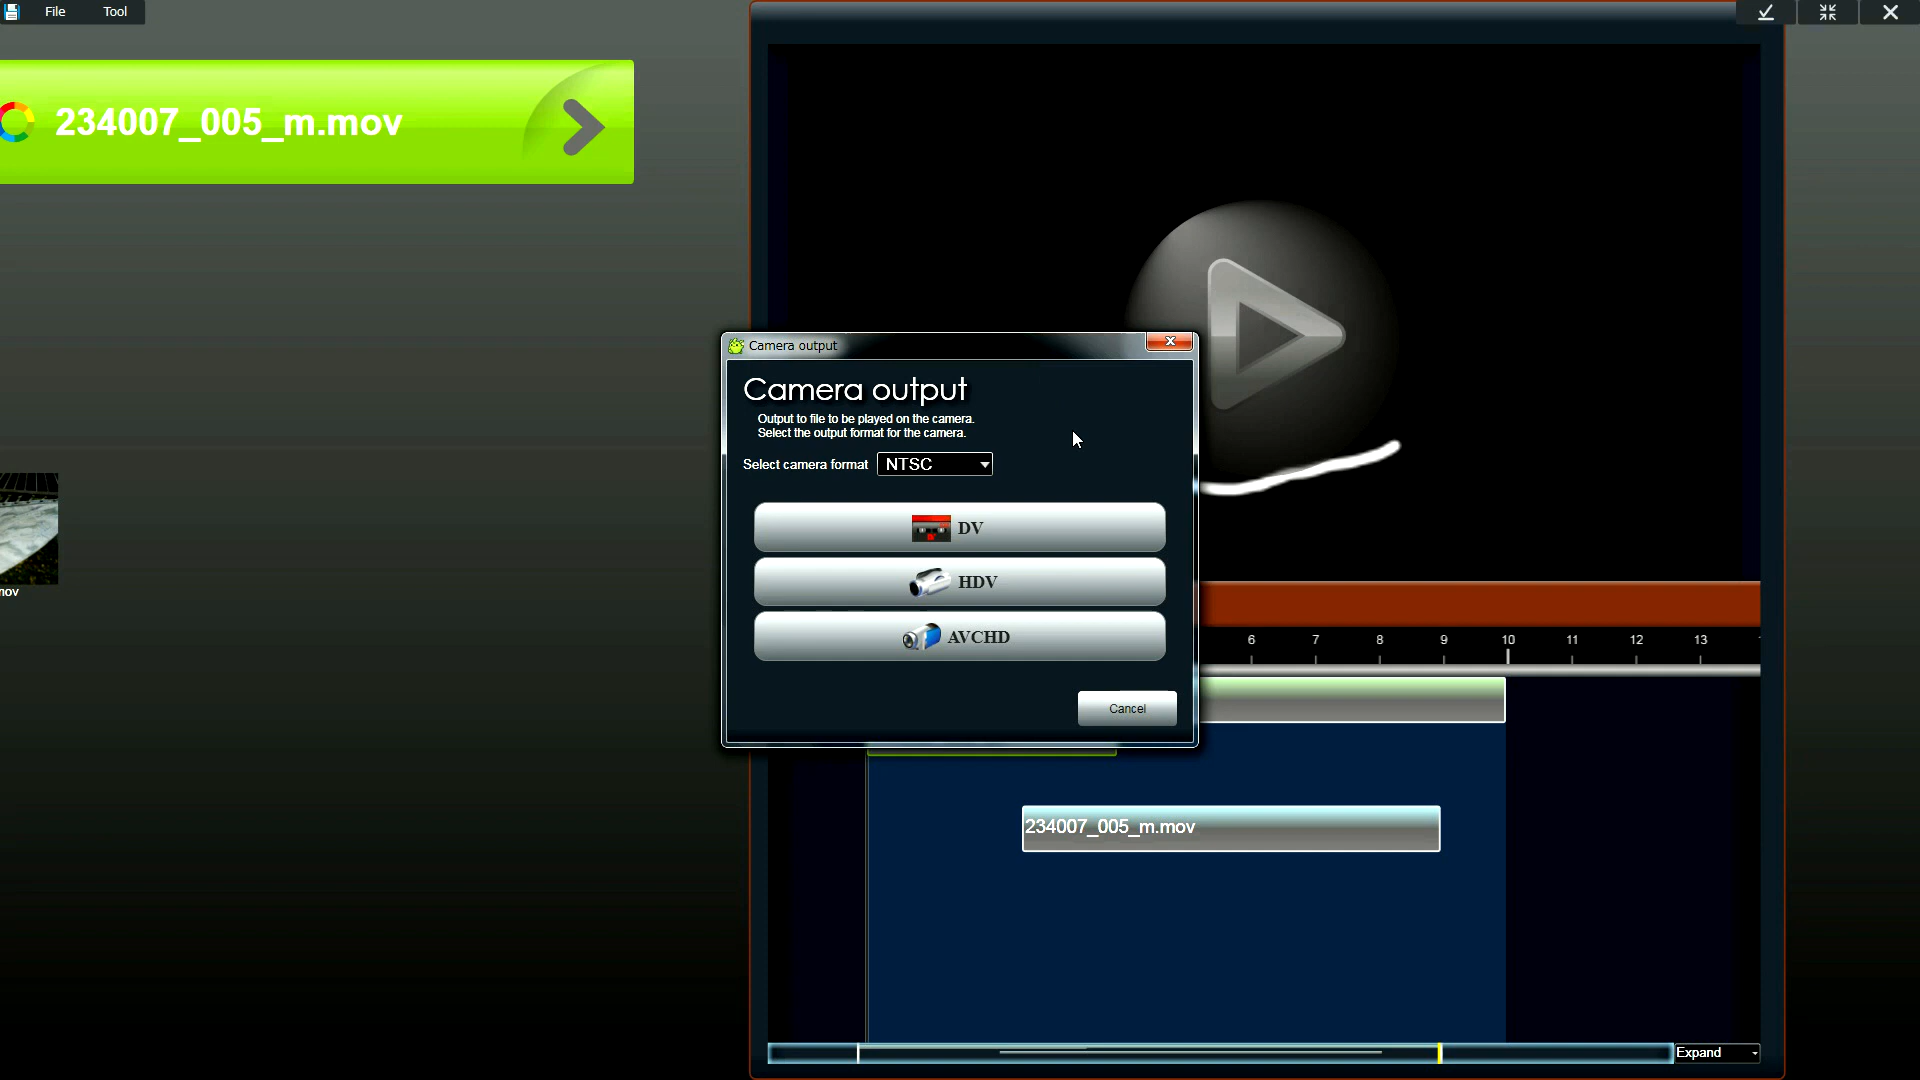 File Tool
234007_005_m.mov
Camera output
Camera output
Output to file to be played on the camera.
Select the output format for the camera.
Select camera format NTSC
DV
HDV
AVCHD
Cancel
mov
6 7 8 9 10 11 12 13
234007_005_m.mov
Expand